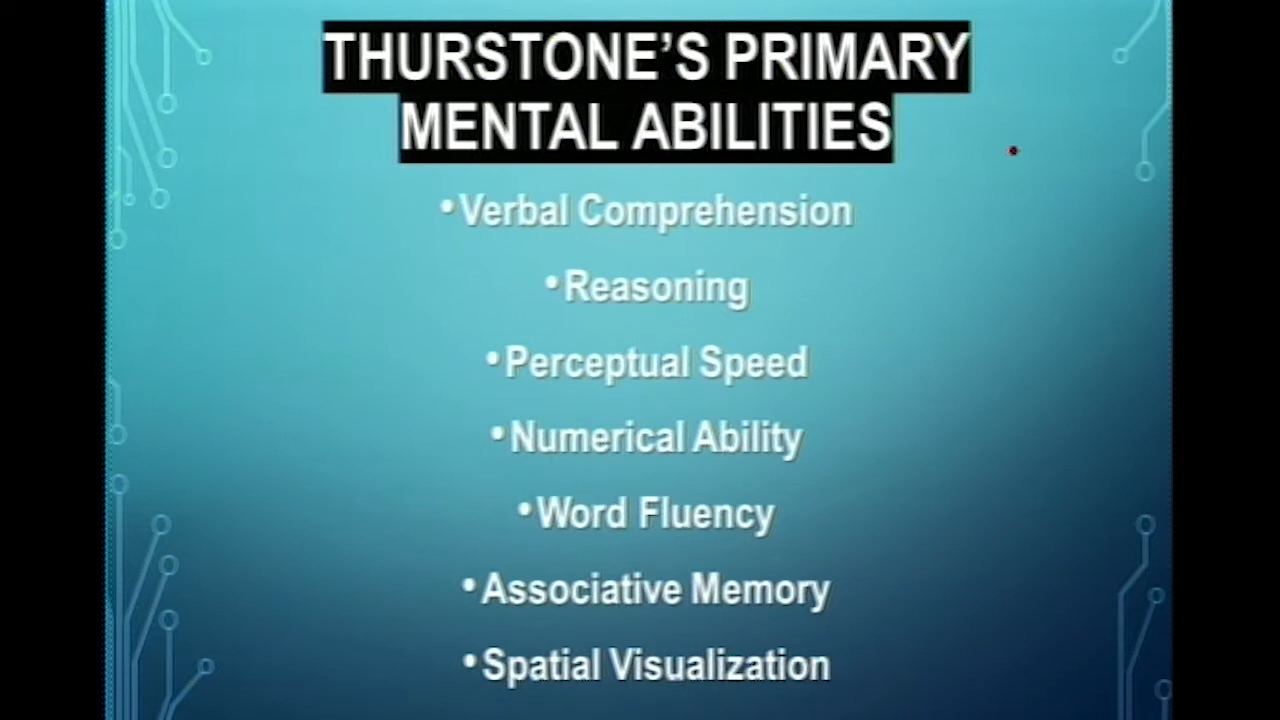 THURSTONE'S PRIMARY
MENTAL ABILITIES
•Verbal Comprehension
•Reasoning
•Perceptual Speed
•Numerical Ability
•Word Fluency
•Associative Memory
•Spatial Visualization